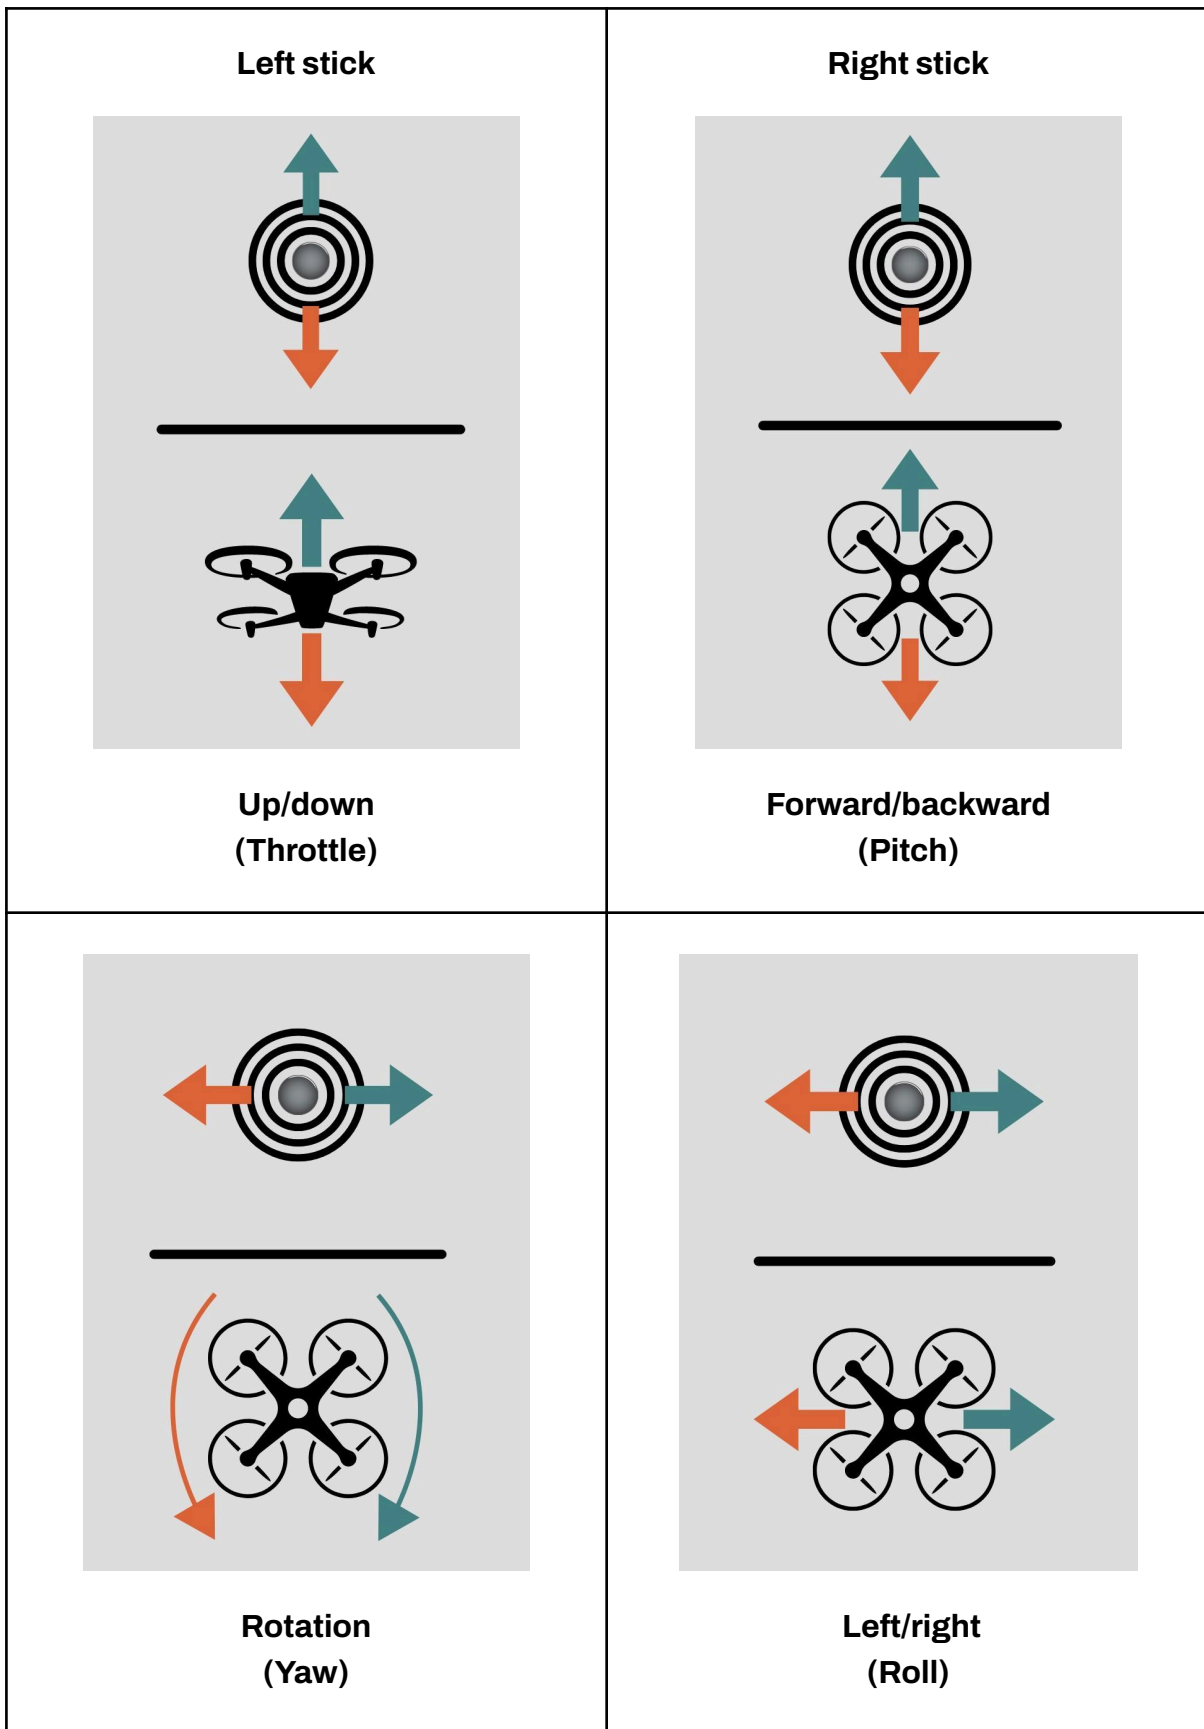 Left stick
Right stick
Up/down
(Throttle)
Forward/backward
(Pitch)
Rotation
(Yaw)
Left/right
(Roll)